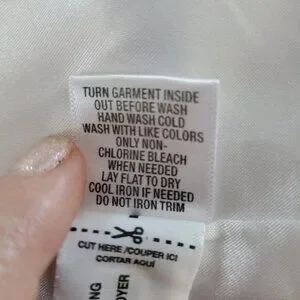 TURN GARMENT INSIDE
OUT BEFORE WASH
HAND WASH COLD
WASH WITH LIKE COLORS
ONLY NON-
CHLORINE BLEACH
WHEN NEEDED
LAY FLAT TO DRY
COOL IRON IF NEEDED
DO NOT IRON TRIM
CUT HERE /COUPER ICI
CORTAR AQUÍ